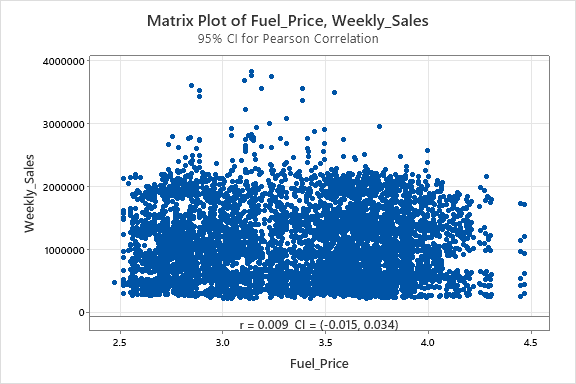 Matrix Plot of Fuel_Price, Weekly_Sales
95% CI for Pearson Correlation
4000000
3000000
2000000
1000000
0
Weekly_Sales
r = 0.009 CI = (-0.015, 0.034)
2.5 3.0 3.5 4.0 4.5
Fuel_Price